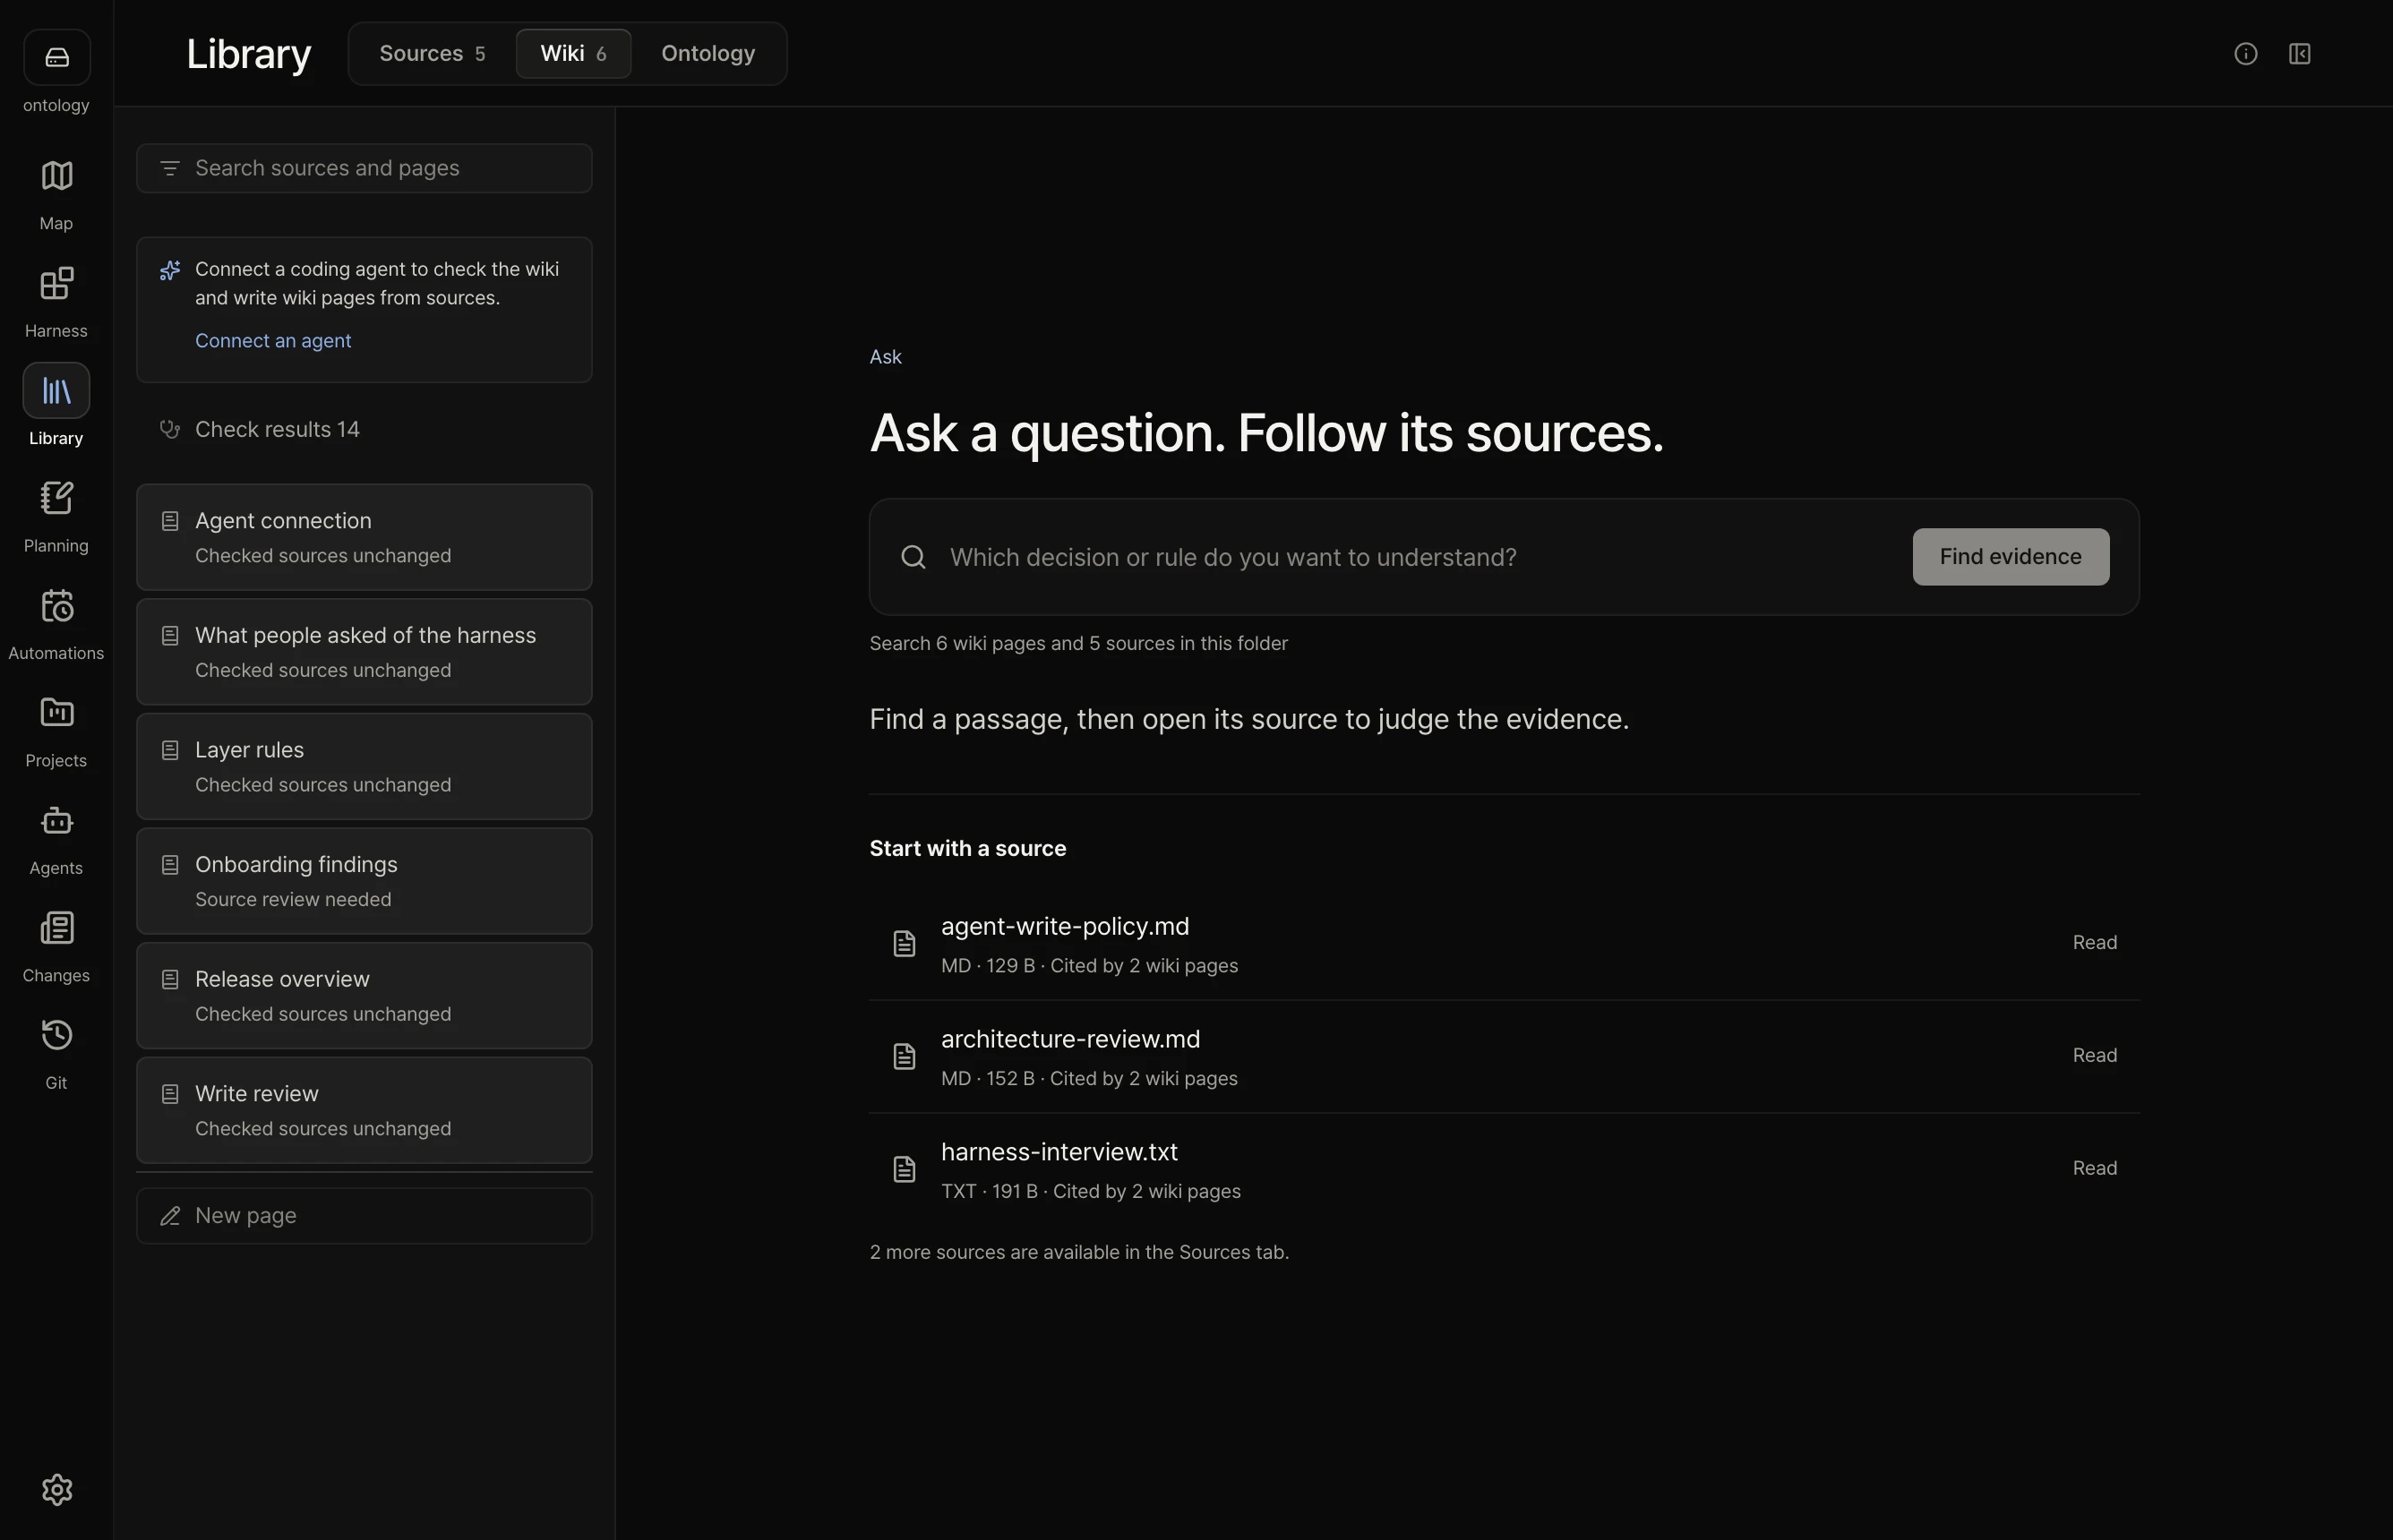 ontology
Map
Harness
Library
Planning
Automations
Projects
Agents
Changes
Git
Library
Sources 5
Wiki 6
Ontology
Search sources and pages
Connect a coding agent to check the wiki
and write wiki pages from sources.
Connect an agent
Check results 14
Agent connection
Checked sources unchanged
What people asked of the harness
Checked sources unchanged
Layer rules
Checked sources unchanged
Onboarding findings
Source review needed
Release overview
Checked sources unchanged
Write review
Checked sources unchanged
New page
Ask
Ask a question. Follow its sources.
Which decision or rule do you want to understand?
Find evidence
Search 6 wiki pages and 5 sources in this folder
Find a passage, then open its source to judge the evidence.
Start with a source
agent-write-policy.md
MD · 129 B · Cited by 2 wiki pages
Read
architecture-review.md
MD · 152 B · Cited by 2 wiki pages
Read
harness-interview.txt
TXT · 191 B · Cited by 2 wiki pages
Read
2 more sources are available in the Sources tab.